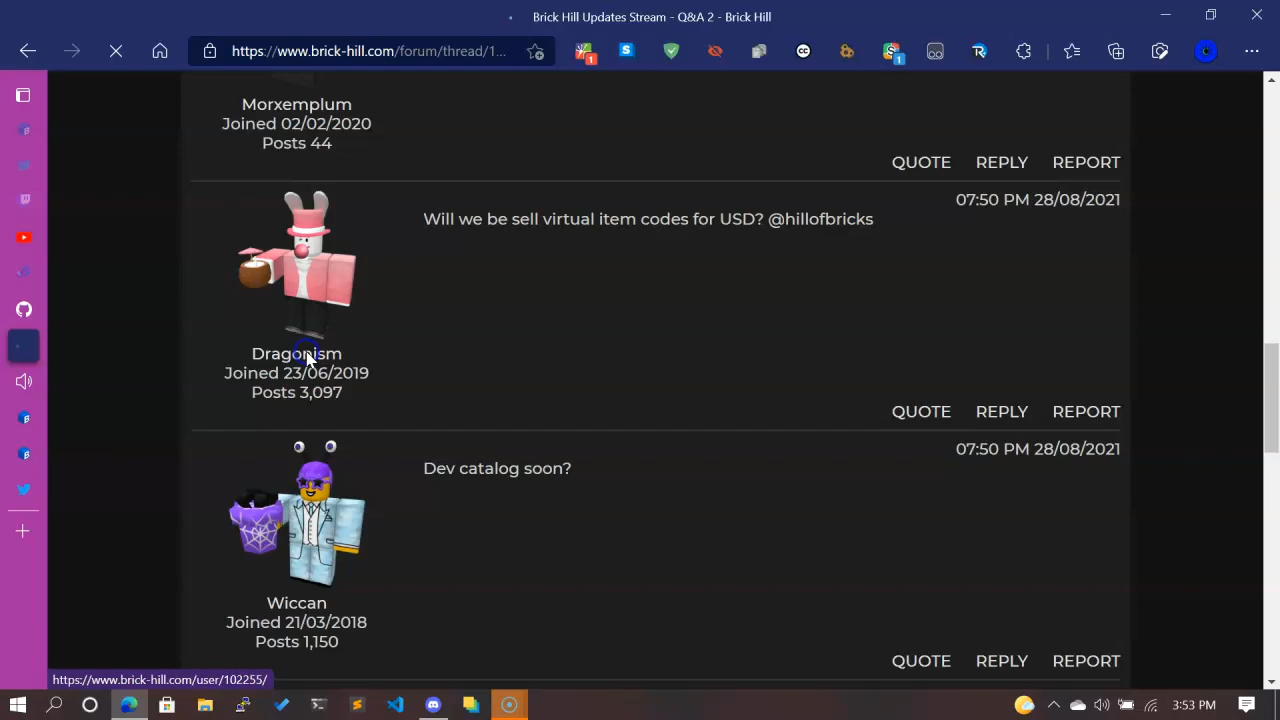 Brick Hill Updates Stream - Q&A 2 - Brick Hill
https://www.brick-hill.com/forum/thread/1...
1
S
CC
S
1
TR
Morxemplum
Joined 02/02/2020
Posts 44
QUOTE REPLY REPORT
07:50 PM 28/08/2021
Will we be sell virtual item codes for USD? @hillofbricks
Dragonism
Joined 23/06/2019
Posts 3,097
QUOTE REPLY REPORT
07:50 PM 28/08/2021
Dev catalog soon?
Wiccan
Joined 21/03/2018
Posts 1,150
QUOTE REPLY REPORT
https://www.brick-hill.com/user/102255/
3:53 PM